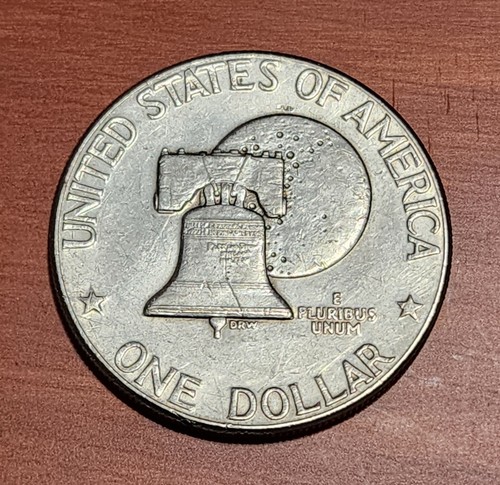 UNITED STATES OF AMERICA
DRW
E
PLURIBUS
UNUM
ONE DOLLAR